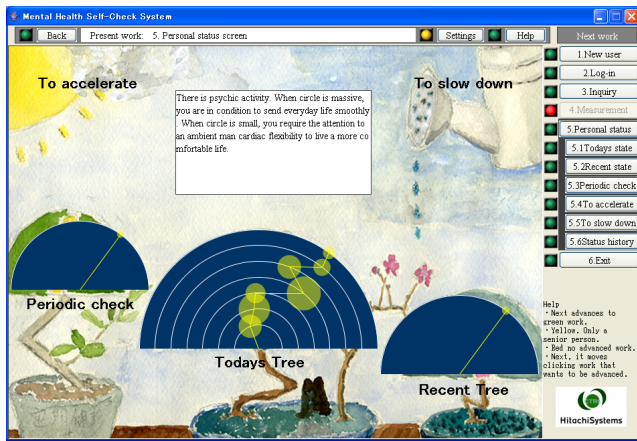 Mental Health Self-Check System
Back
Present work:  5. Personal status screen
Settings
Help
Next work
To accelerate
To slow down
There is psychic activity. When circle is massive,
you are in condition to send everyday life smoothly
. When circle is small, you require the attention to
an ambient man cardiac flexibility to live a more co
mfortable life.
1.New user
2.Log-in
3.Inquiry
4.Measurement
5.Personal status
5.1Todays state
5.2Recent state
5.3Periodic check
5.4To accelerate
5.5To slow down
5.6Status history
6.Exit
Periodic check
Todays Tree
Recent Tree
Help
・Next advances to
green work.
・Yellow. Only a
senior person.
・Red no advanced work.
・Next, it moves
clicking work that
wants to be advanced.
HitachiSystems